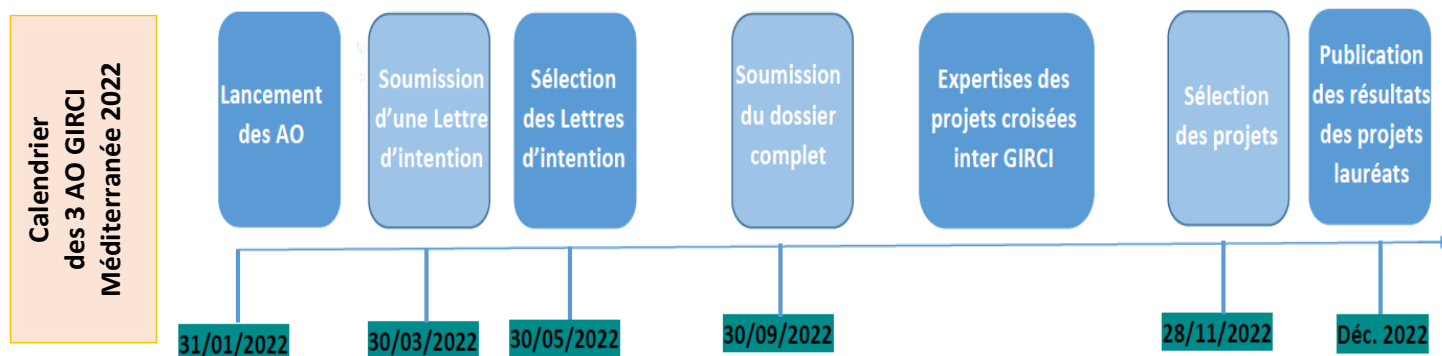 Calendrier
des 3 AO GIRCI
Méditerranée 2022
Lancement
des AO
Soumission
d'une Lettre
d'intention
Sélection
des Lettres
d'intention
Soumission
du dossier
complet
Expertises des
projets croisées
inter GIRCI
Sélection
des projets
Publication
des résultats
des projets
lauréats
31/01/2022
30/03/2022
30/05/2022
30/09/2022
28/11/2022
Déc. 2022